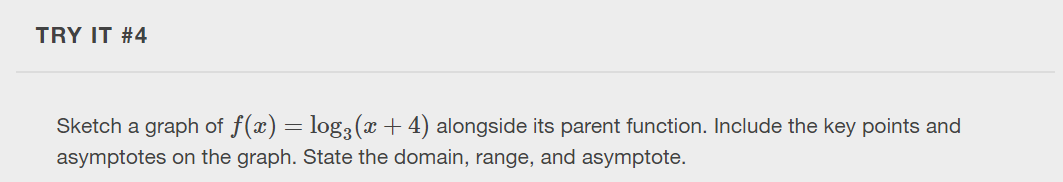 TRY IT #4
Sketch a graph of f(x) = log₃(x + 4) alongside its parent function. Include the key points and
asymptotes on the graph. State the domain, range, and asymptote.